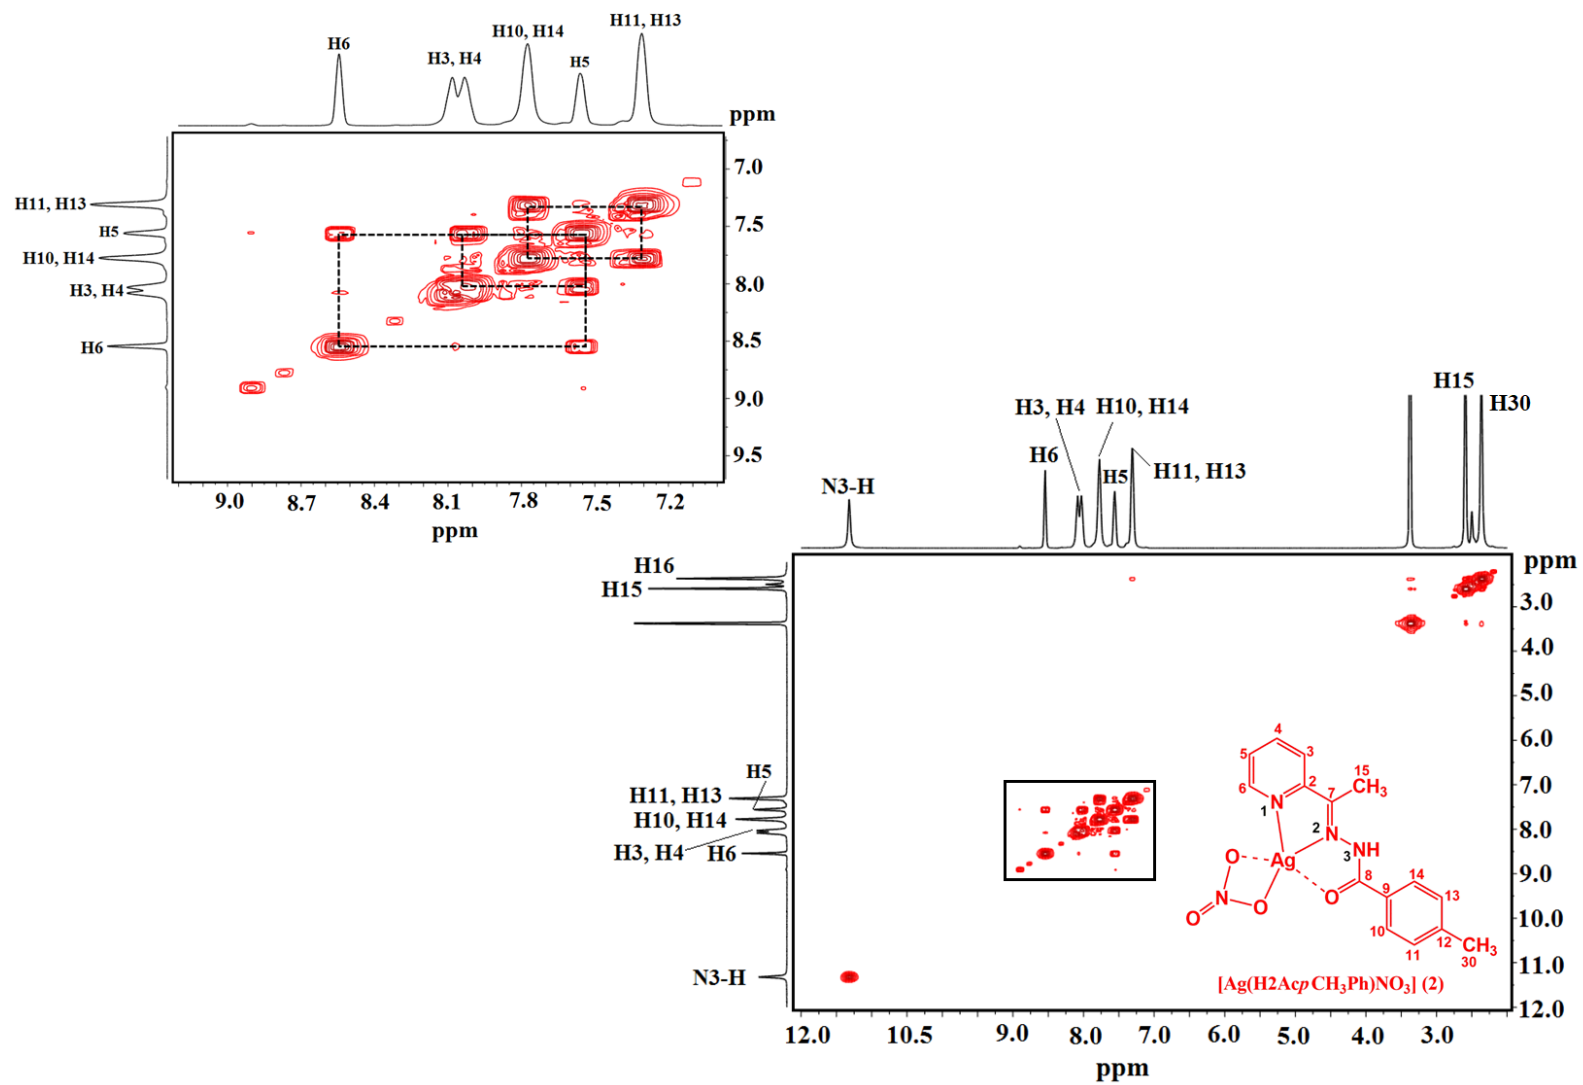 H6
H3, H4
H10, H14
H5
H11, H13
ppm
H11, H13
H5
H10, H14
H3, H4
H6
7.0
7.5
8.0
8.5
9.0
9.5
9.0 8.7 8.4 8.1 7.8 7.5 7.2
ppm
N3-H
H6
H3, H4
H10, H14
H5
H11, H13
H15
H30
ppm
H16
H15
H5
H11, H13
H10, H14
H3, H4
H6
N3-H
3.0
4.0
5.0
6.0
7.0
8.0
9.0
10.0
11.0
12.0
4
5
3
6
2
15
CH3
7
N
1
N
2
NH
3
Ag
O
N
O
O
8
O
9
14
13
10
12
11
CH3
30
[Ag(H2AcpCH3Ph)NO3] (2)
12.0 10.5 9.0 8.0 7.0 6.0 5.0 4.0 3.0
ppm